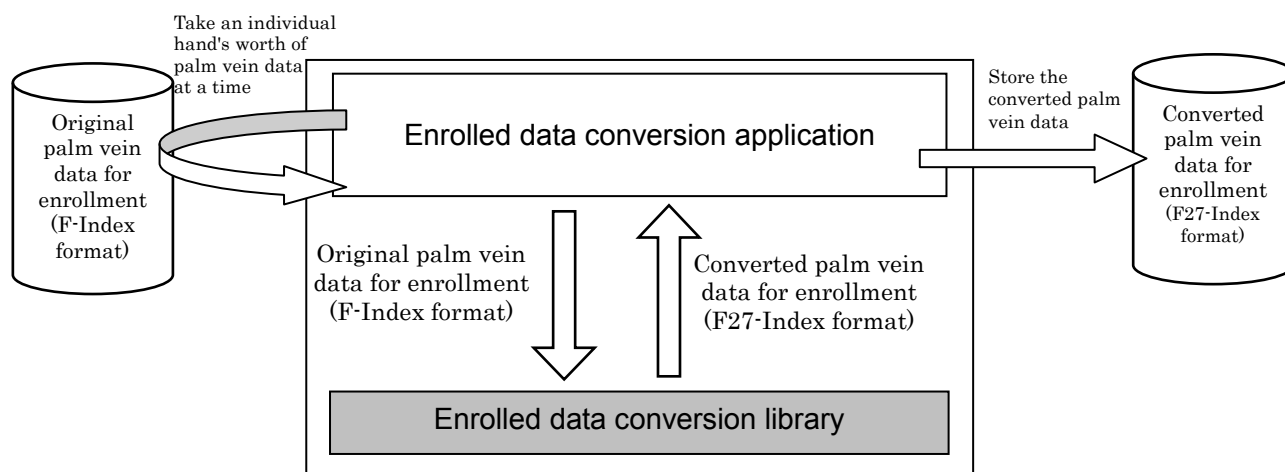 Take an individual
hand's worth of
palm vein data
at a time
Original
palm vein
data for
enrollment
(F-Index
format)
Enrolled data conversion application
Store the
converted palm
vein data
Converted
palm vein
data for
enrollment
(F27-Index
format)
Original palm vein
data for enrollment
(F-Index format)
Converted palm vein
data for enrollment
(F27-Index format)
Enrolled data conversion library